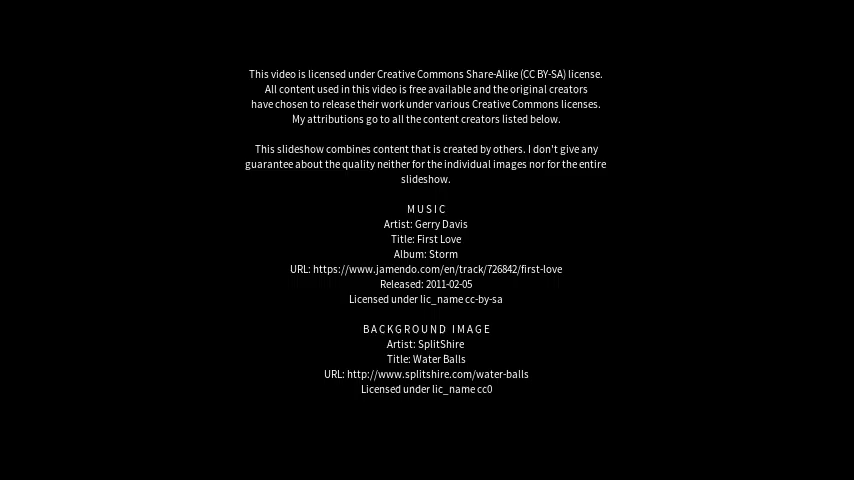 This video is licensed under Creative Commons Share-Alike (CC BY-SA) license.
All content used in this video is free available and the original creators
have chosen to release their work under various Creative Commons licenses.
My attributions go to all the content creators listed below.
This slideshow combines content that is created by others. I don't give any
guarantee about the quality neither for the individual images nor for the entire
slideshow.
MUSIC
Artist: Gerry Davis
Title: First Love
Album: Storm
URL: https://www.jamendo.com/en/track/726842/first-love
Released: 2011-02-05
Licensed under lic_name cc-by-sa
BACKGROUND IMAGE
Artist: SplitShire
Title: Water Balls
URL: http://www.splitshire.com/water-balls
Licensed under lic_name cc0